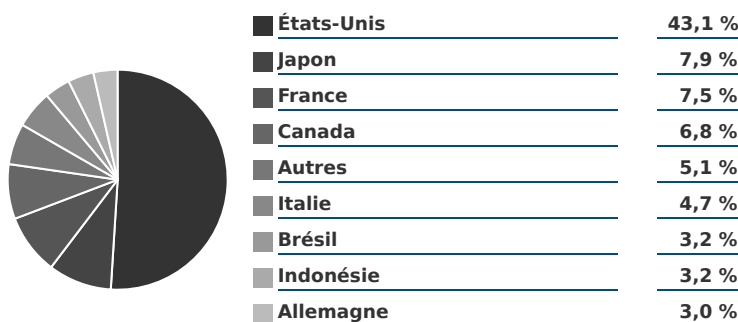 États-Unis 43,1 %
Japon 7,9 %
France 7,5 %
Canada 6,8 %
Autres 5,1 %
Italie 4,7 %
Brésil 3,2 %
Indonésie 3,2 %
Allemagne 3,0 %